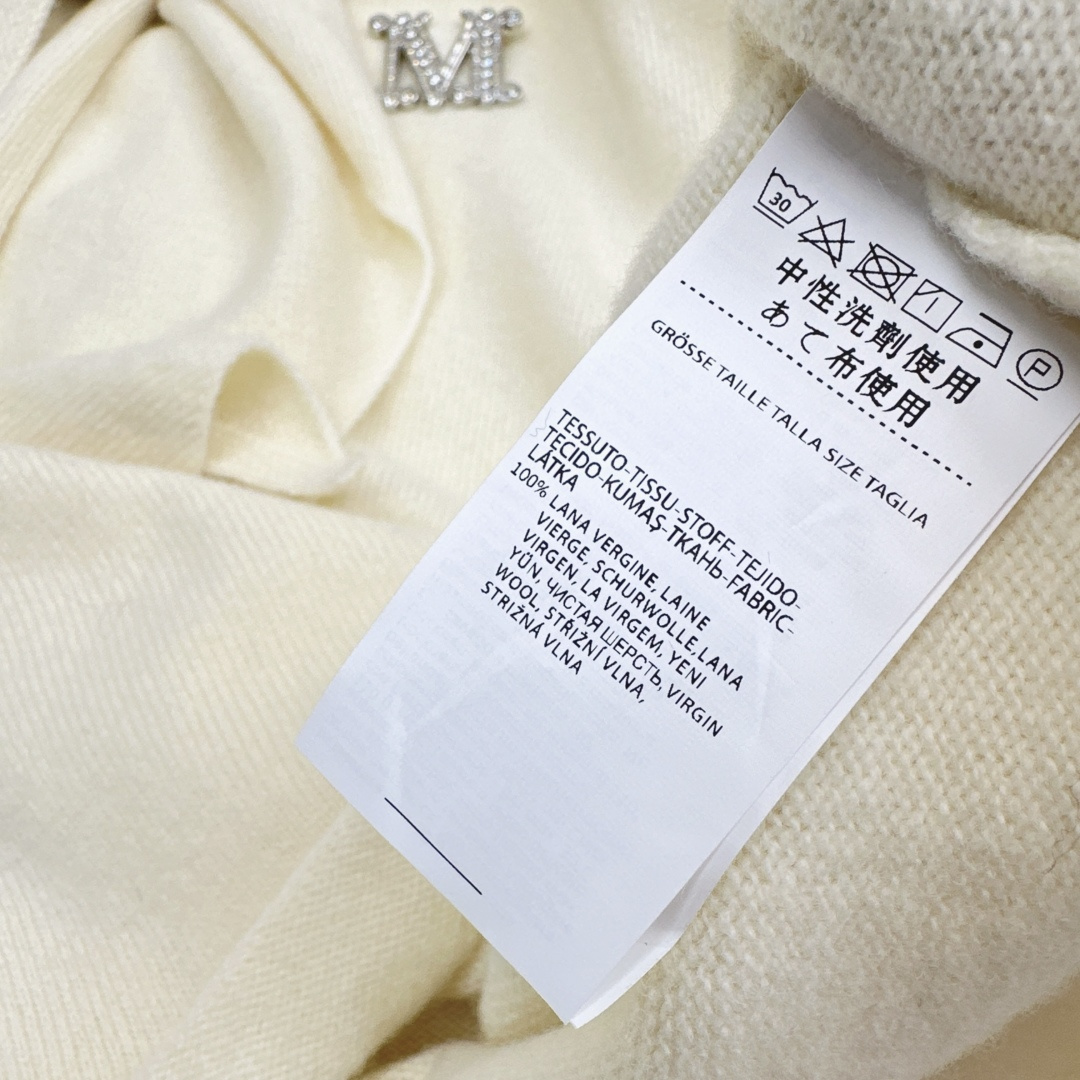 M
30
P
中性洗劑使用
あて布使用
GRÖSSE TAILLE TALLA SIZE TAGLIA
TESSUTO-TISSU-STOFF-TEJIDO-
TECIDO-KUMAŞ-ТКАНЬ-FABRIC-
LÁTKA
100% LANA VERGINE, LAINE
VIERGE, SCHURWOLLE,LANA
VIRGEN, LA VIRGEM, YENI
YŰN, ЧИСТАЯ ШЕРСТЬ, VIRGIN
WOOL, STŘIŽNÍ VLNA,
STRIŽNÁ VLNA